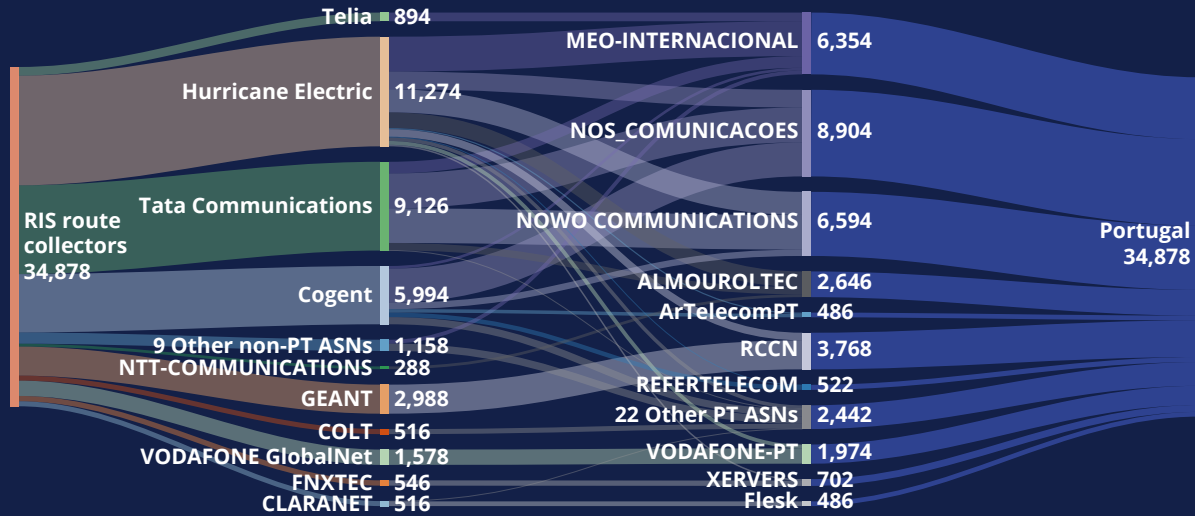 RIS route
collectors
34,878
Telia 894
Hurricane Electric 11,274
Tata Communications 9,126
Cogent 5,994
9 Other non-PT ASNs 1,158
NTT-COMMUNICATIONS 288
GEANT 2,988
COLT 516
VODAFONE GlobalNet 1,578
FNXTEC 546
CLARANET 516
MEO-INTERNACIONAL 6,354
NOS_COMUNICACOES 8,904
NOWO COMMUNICATIONS 6,594
ALMOUROLTEC 2,646
ArTelecomPT 486
RCCN 3,768
REFERTELECOM 522
22 Other PT ASNs 2,442
VODAFONE-PT 1,974
XERVERS 702
Flesk 486
Portugal
34,878